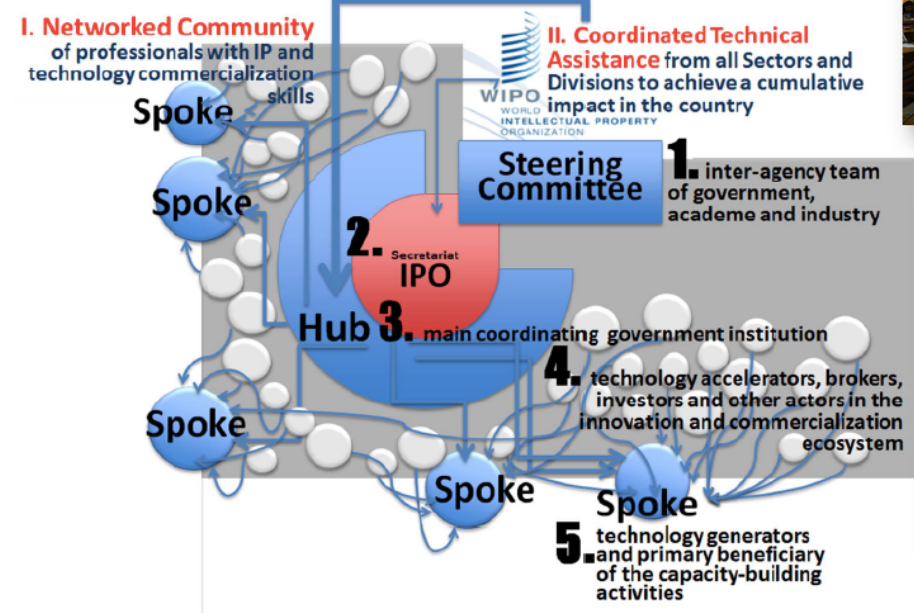 I. Networked Community
of professionals with IP and
technology commercialization
skills
II. Coordinated Technical
Assistance from all Sectors and
Divisions to achieve a cumulative
impact in the country
WIPO
WORLD
INTELLECTUAL PROPERTY
ORGANIZATION
Spoke
Spoke
Steering
Committee
1. inter-agency team
of government,
academe and industry
2. Secretariat
IPO
Hub 3. main coordinating government institution
4. technology accelerators, brokers,
investors and other actors in the
innovation and commercialization
ecosystem
Spoke
Spoke
Spoke
5. technology generators
and primary beneficiary
of the capacity-building
activities